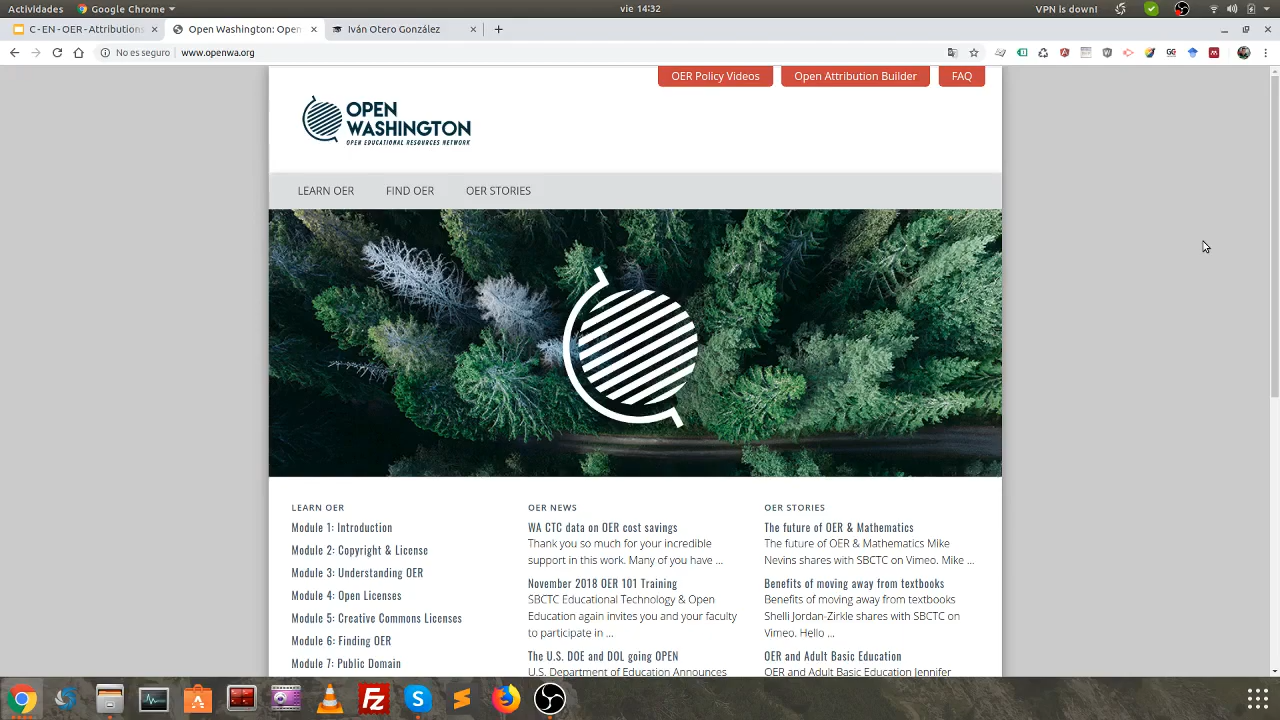 Actividades
Google Chrome
vie 14:32
VPN is down!
C-EN-OER-Attributions
Open Washington: Open
Iván Otero González
No es seguro
www.openwa.org
OER Policy Videos
Open Attribution Builder
FAQ
OPEN
WASHINGTON
OPEN EDUCATIONAL RESOURCES NETWORK
LEARN OER
FIND OER
OER STORIES
LEARN OER
Module 1: Introduction
Module 2: Copyright & License
Module 3: Understanding OER
Module 4: Open Licenses
Module 5: Creative Commons Licenses
Module 6: Finding OER
Module 7: Public Domain
OER NEWS
WA CTC data on OER cost savings
Thank you so much for your incredible
support in this work. Many of you have ...
November 2018 OER 101 Training
SBCTC Educational Technology & Open
Education again invites you and your faculty
to participate in ...
The U.S. DOE and DOL going OPEN
U.S. Department of Education Announces
OER STORIES
The future of OER & Mathematics
The future of OER & Mathematics Mike
Nevins shares with SBCTC on Vimeo. Mike ...
Benefits of moving away from textbooks
Benefits of moving away from textbooks
Shelli Jordan-Zirkle shares with SBCTC on
Vimeo. Hello ...
OER and Adult Basic Education
OER and Adult Basic Education Jennifer